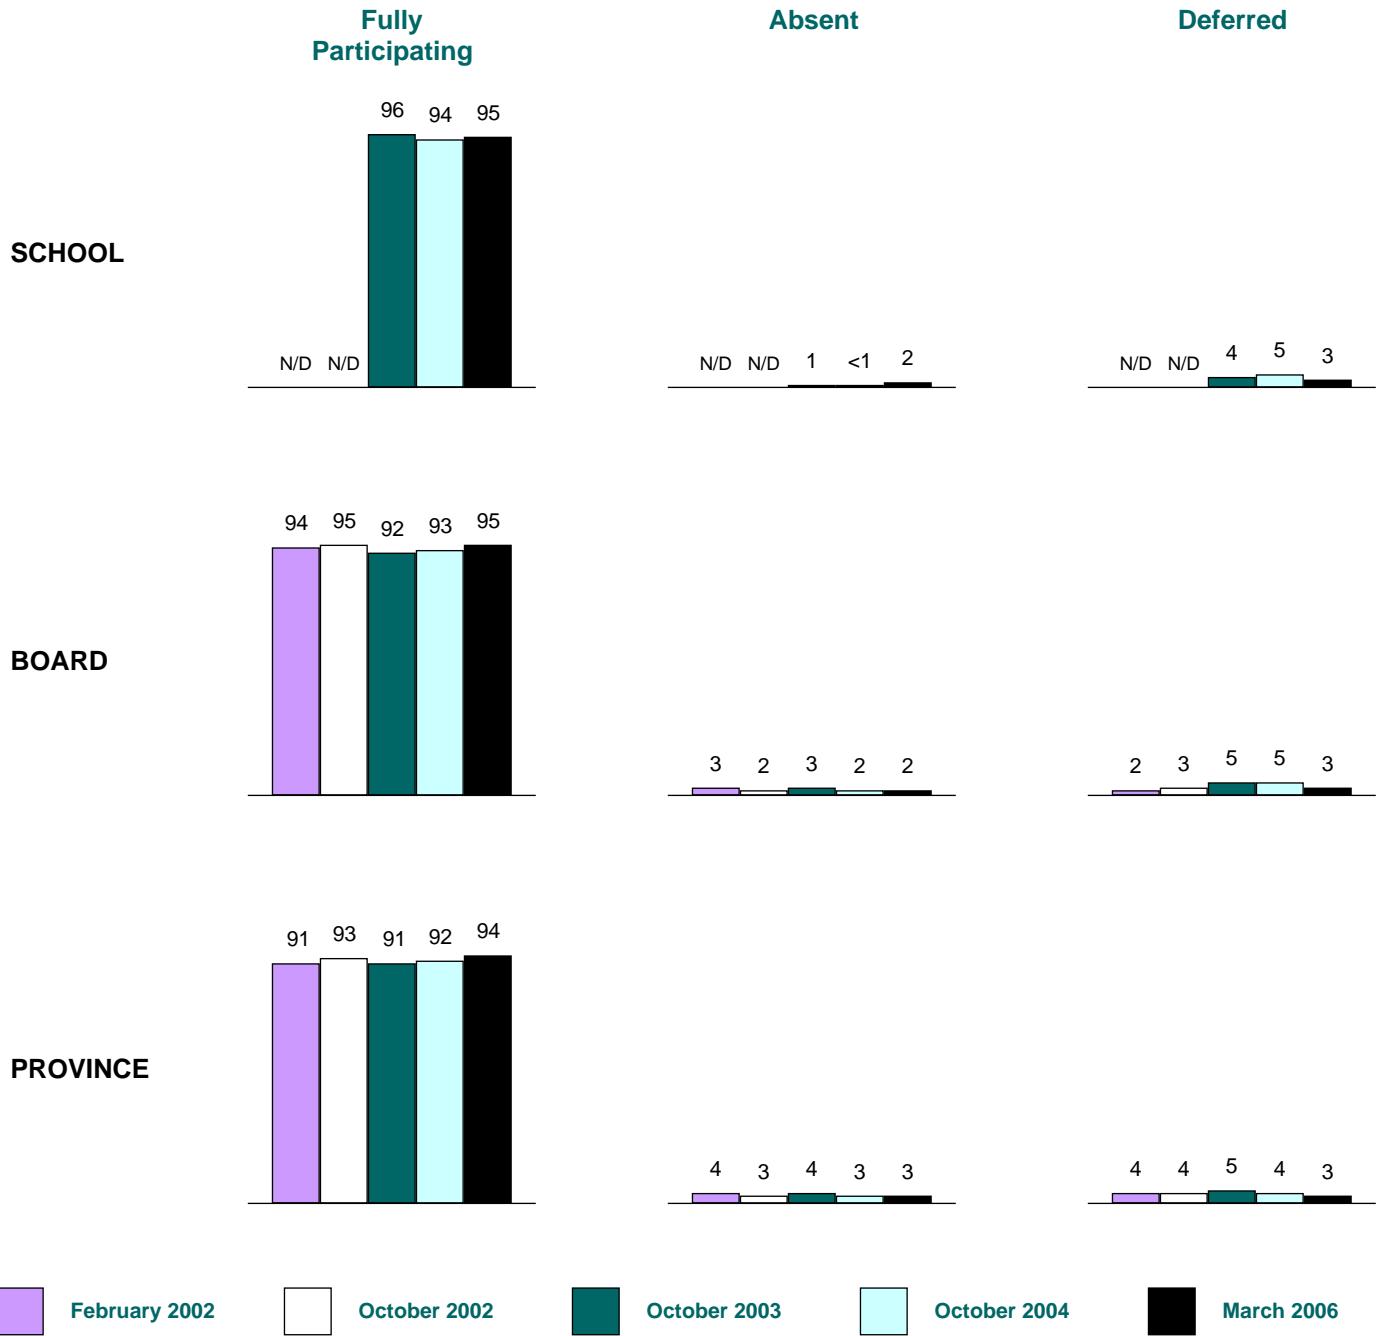 Fully Absent Deferred
Participating
96 94 95
SCHOOL
N/D N/D N/D N/D 1 <1 2 N/D N/D 4 5 3
94 95 92 93 95
BOARD
3 2 3 2 2 2 3 5 5 3
91 93 91 92 94
PROVINCE
4 3 4 3 3 4 4 5 4 3
February 2002 October 2002 October 2003 October 2004 March 2006